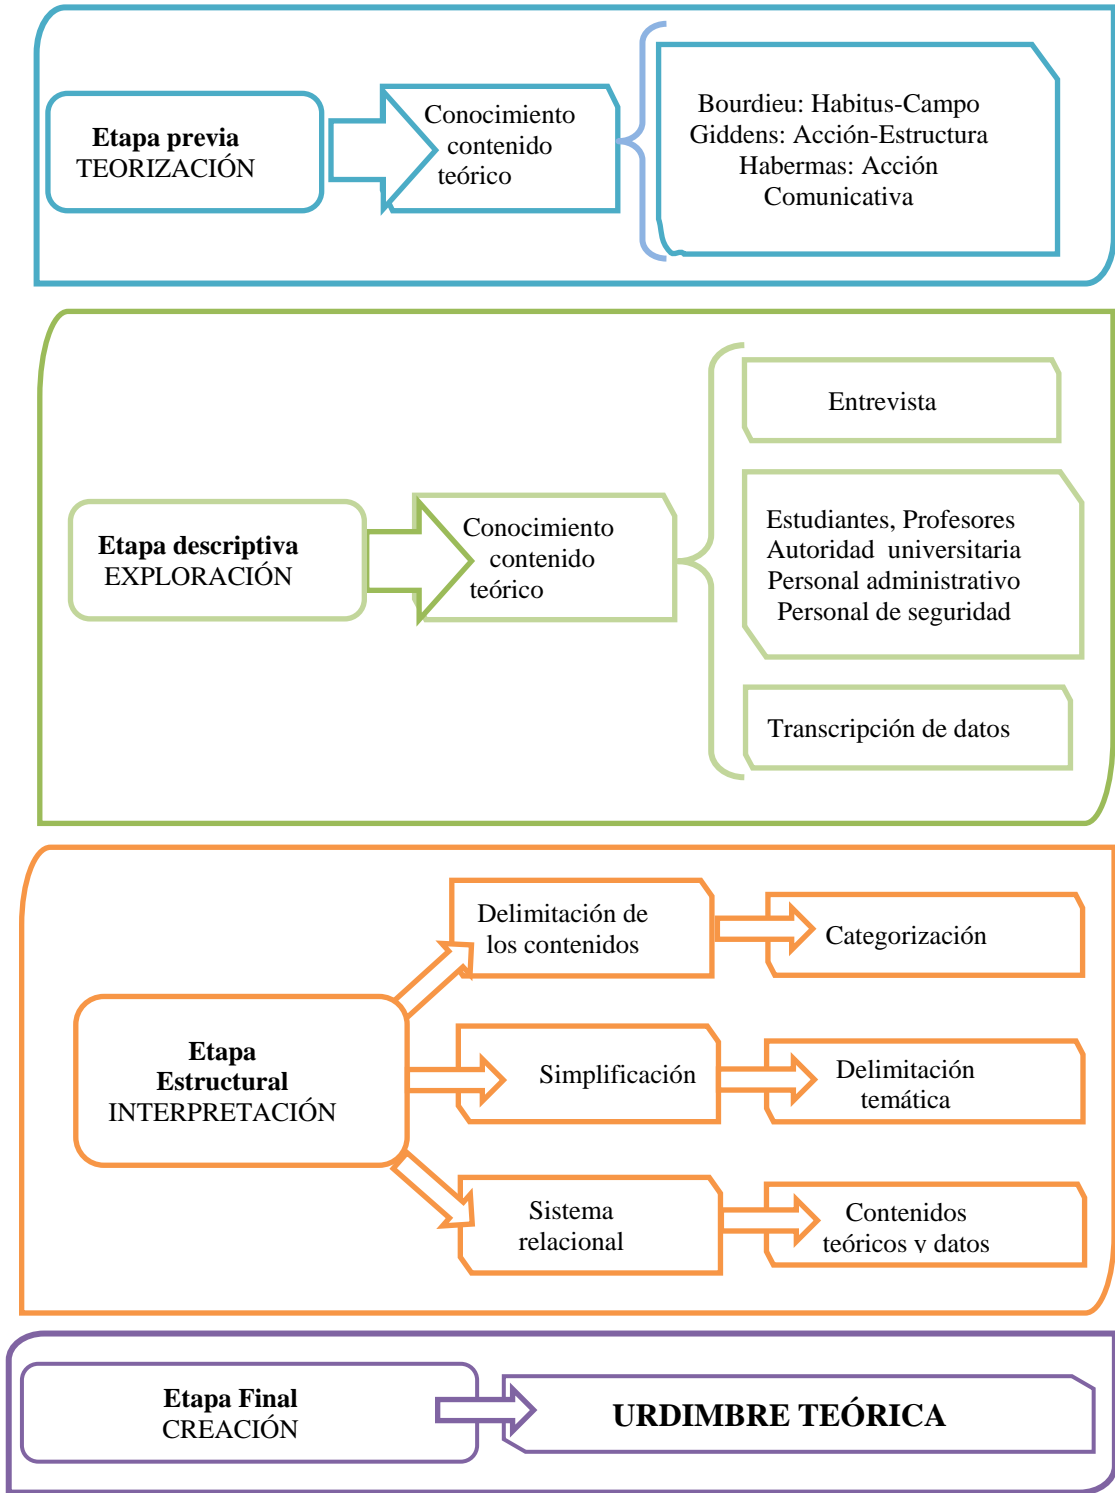 Etapa previa
TEORIZACIÓN
Conocimiento
contenido
teórico
Bourdieu: Habitus-Campo
Giddens: Acción-Estructura
Habermas: Acción
Comunicativa
Etapa descriptiva
EXPLORACIÓN
Conocimiento
contenido
teórico
Entrevista
Estudiantes, Profesores
Autoridad universitaria
Personal administrativo
Personal de seguridad
Transcripción de datos
Etapa
Estructural
INTERPRETACIÓN
Delimitación de
los contenidos
Categorización
Simplificación
Delimitación
temática
Sistema
relacional
Contenidos
teóricos y datos
Etapa Final
CREACIÓN
URDIMBRE TEÓRICA